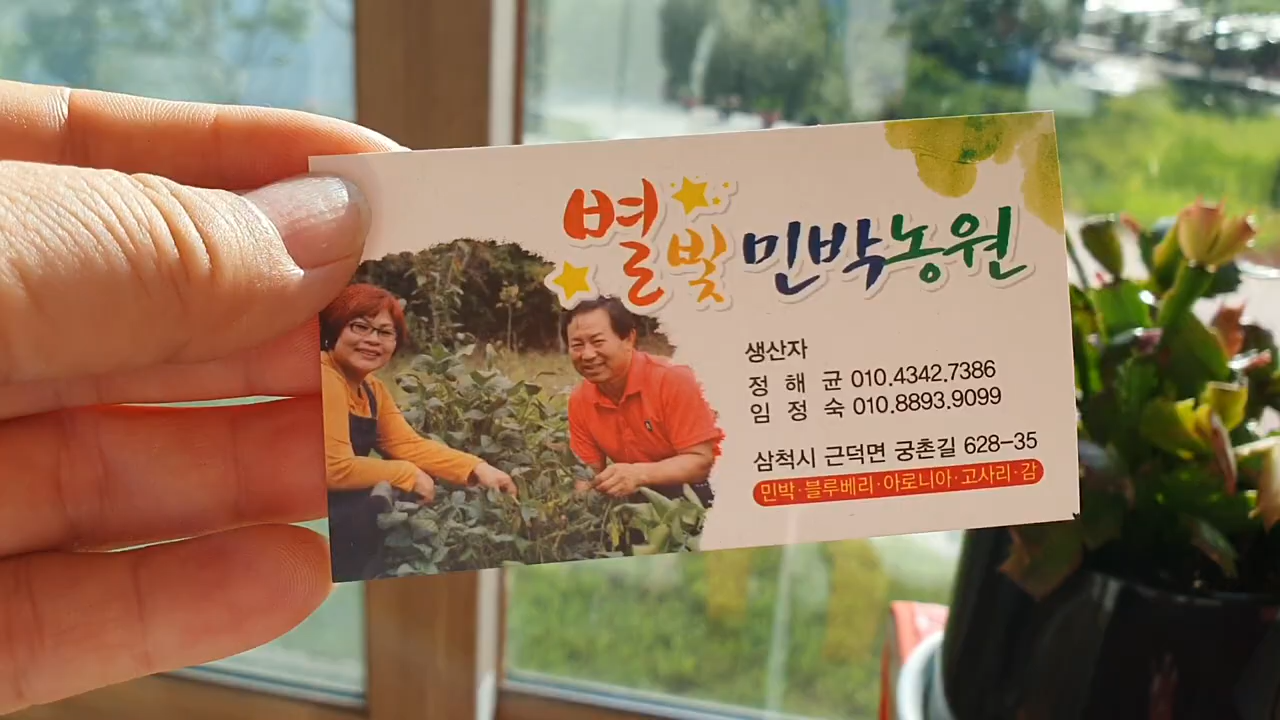 별빛 민박농원
생산자
정 해 균 010.4342.7386
임 정 숙 010.8893.9099
삼척시 근덕면 궁촌길 628-35
민박·블루베리·아로니아·고사리·감